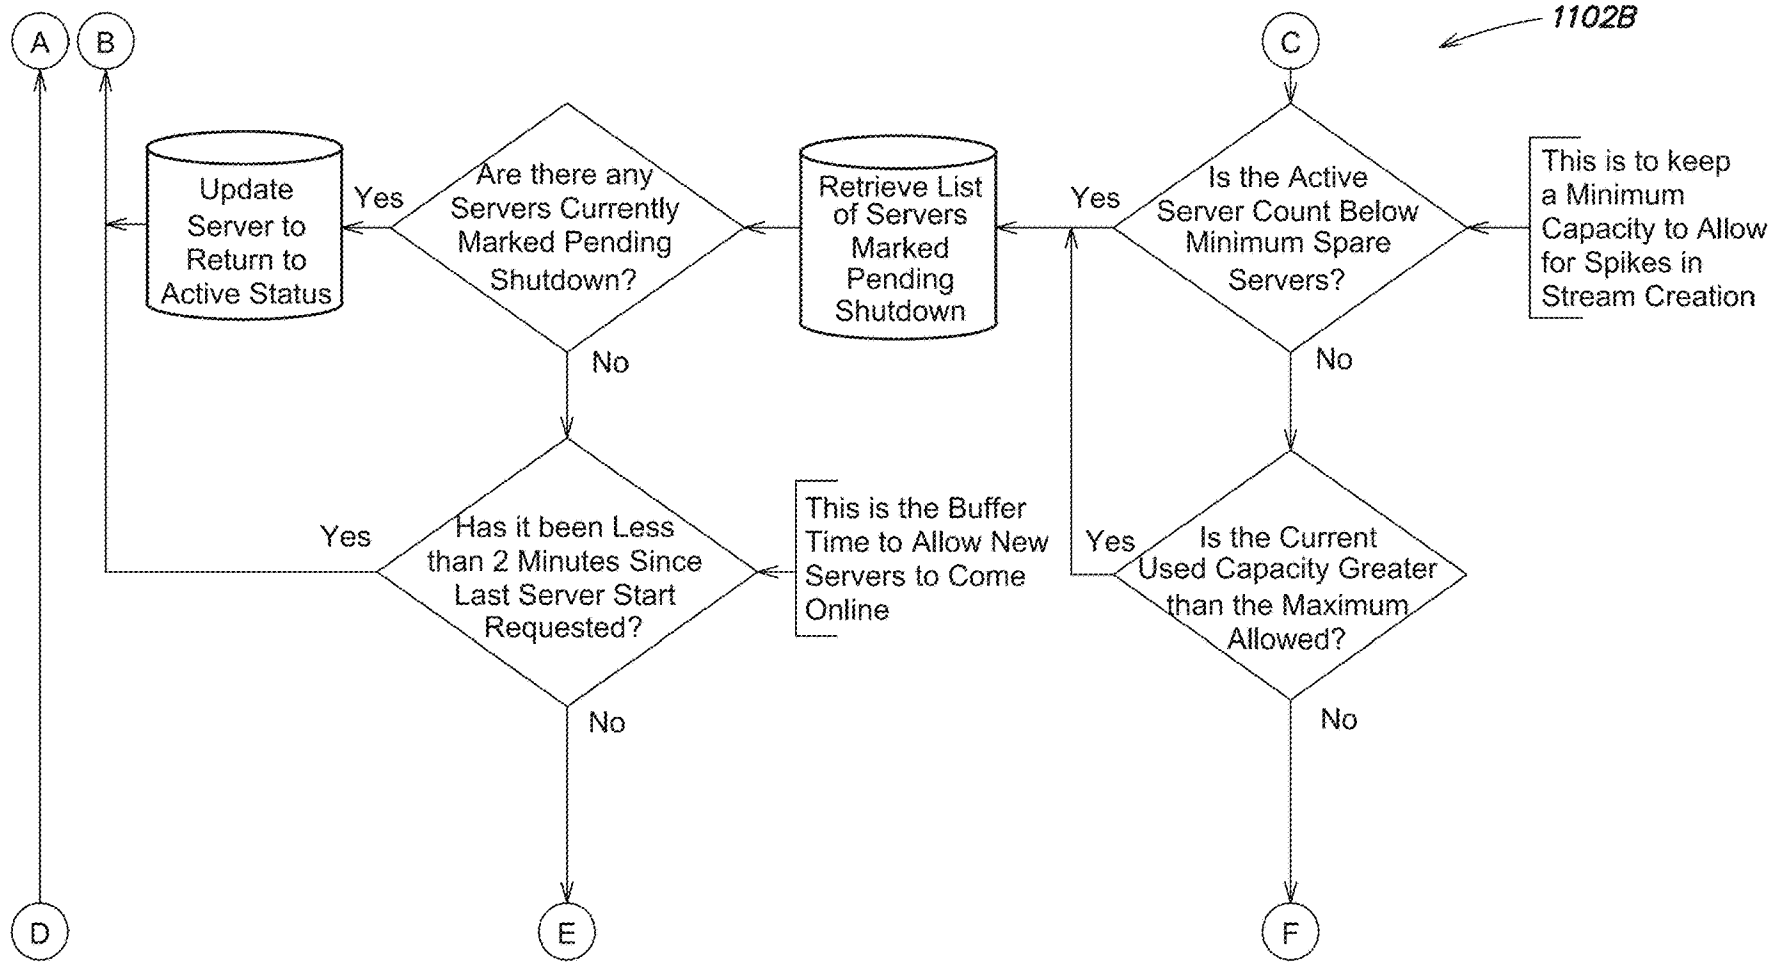 A
B
C
1102B
Update
Server to
Return to
Active Status
Yes
Are there any
Servers Currently
Marked Pending
Shutdown?
No
Retrieve List
of Servers
Marked
Pending
Shutdown
Yes
Is the Active
Server Count Below
Minimum Spare
Servers?
No
This is to keep
a Minimum
Capacity to Allow
for Spikes in
Stream Creation
Yes
Has it been Less
than 2 Minutes Since
Last Server Start
Requested?
No
This is the Buffer
Time to Allow New
Servers to Come
Online
Yes
Is the Current
Used Capacity Greater
than the Maximum
Allowed?
No
D
E
F